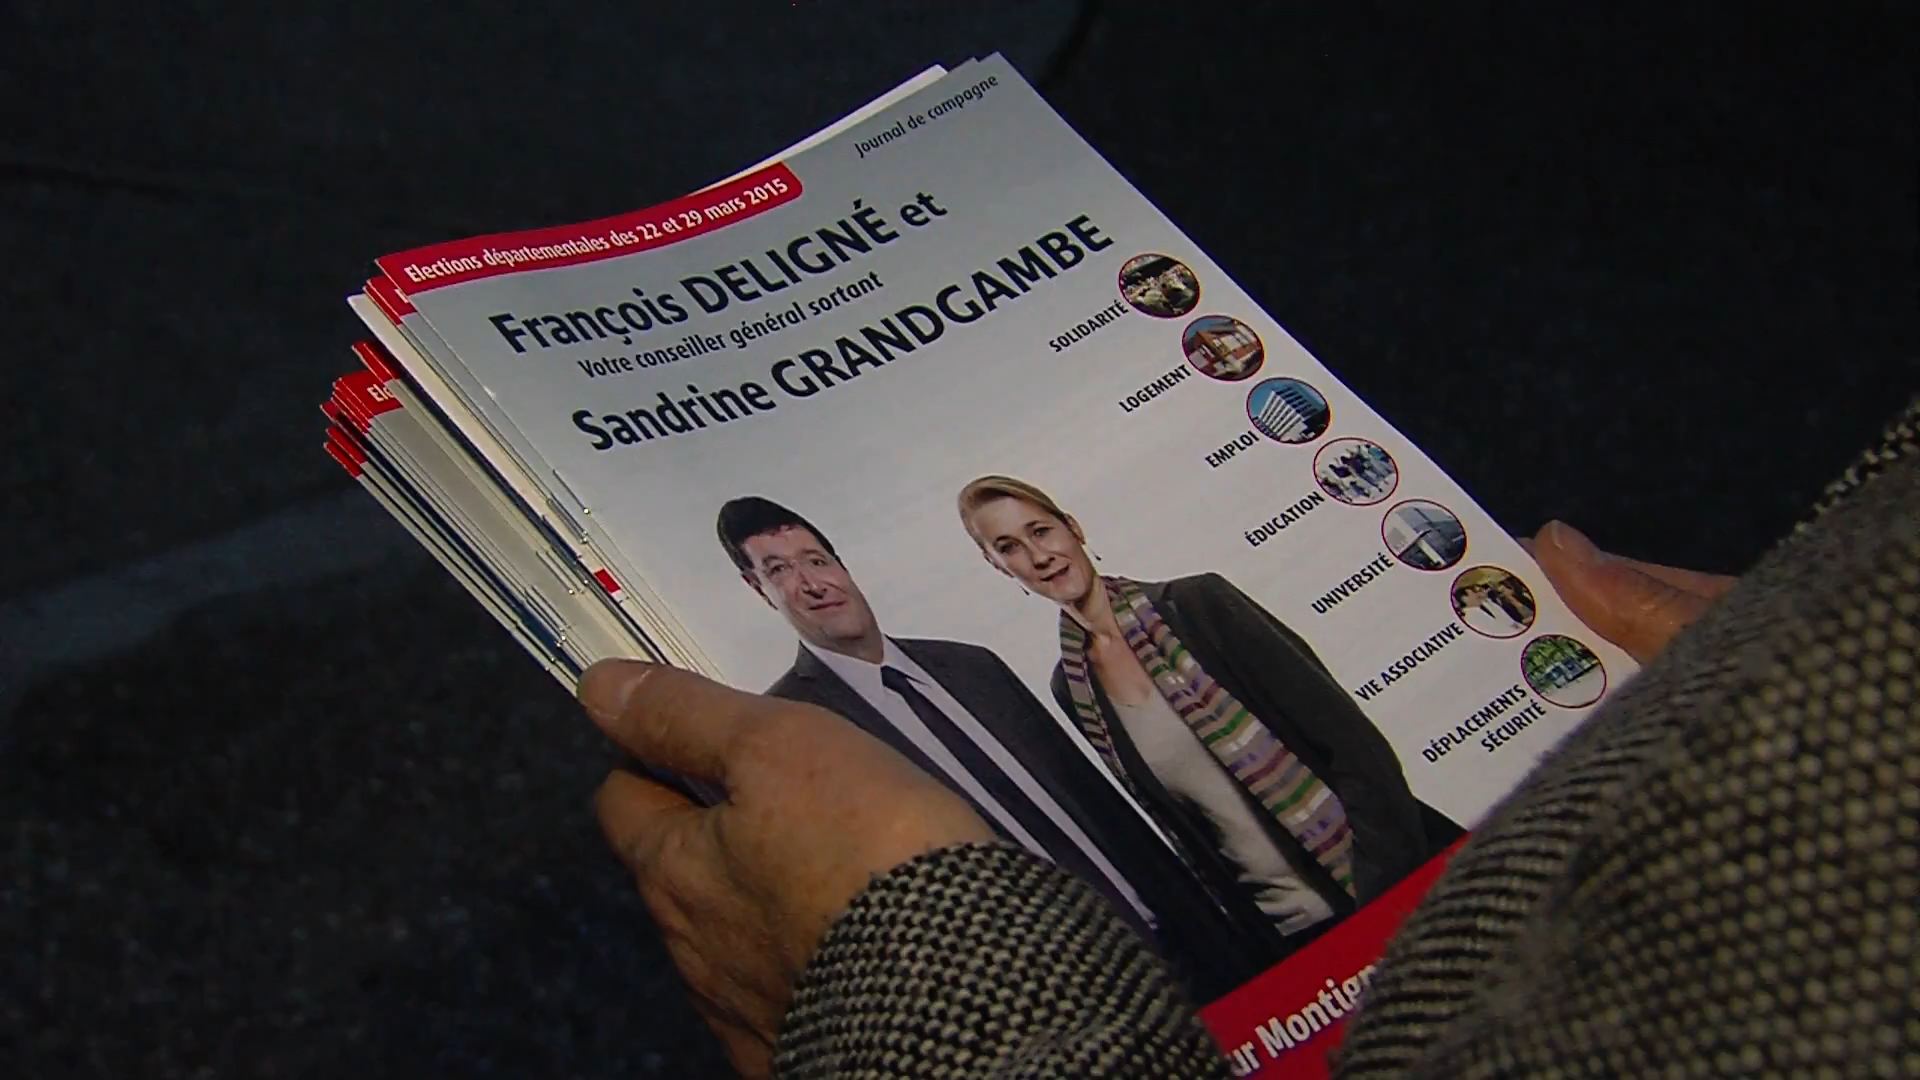 Journal de campagne
Elections départementales des 22 et 29 mars 2015
François DELIGNÉ et
Votre conseiller général sortant
Sandrine GRANDGAMBE
SOLIDARITÉ
LOGEMENT
EMPLOI
ÉDUCATION
UNIVERSITÉ
VIE ASSOCIATIVE
DÉPLACEMENTS
SÉCURITÉ